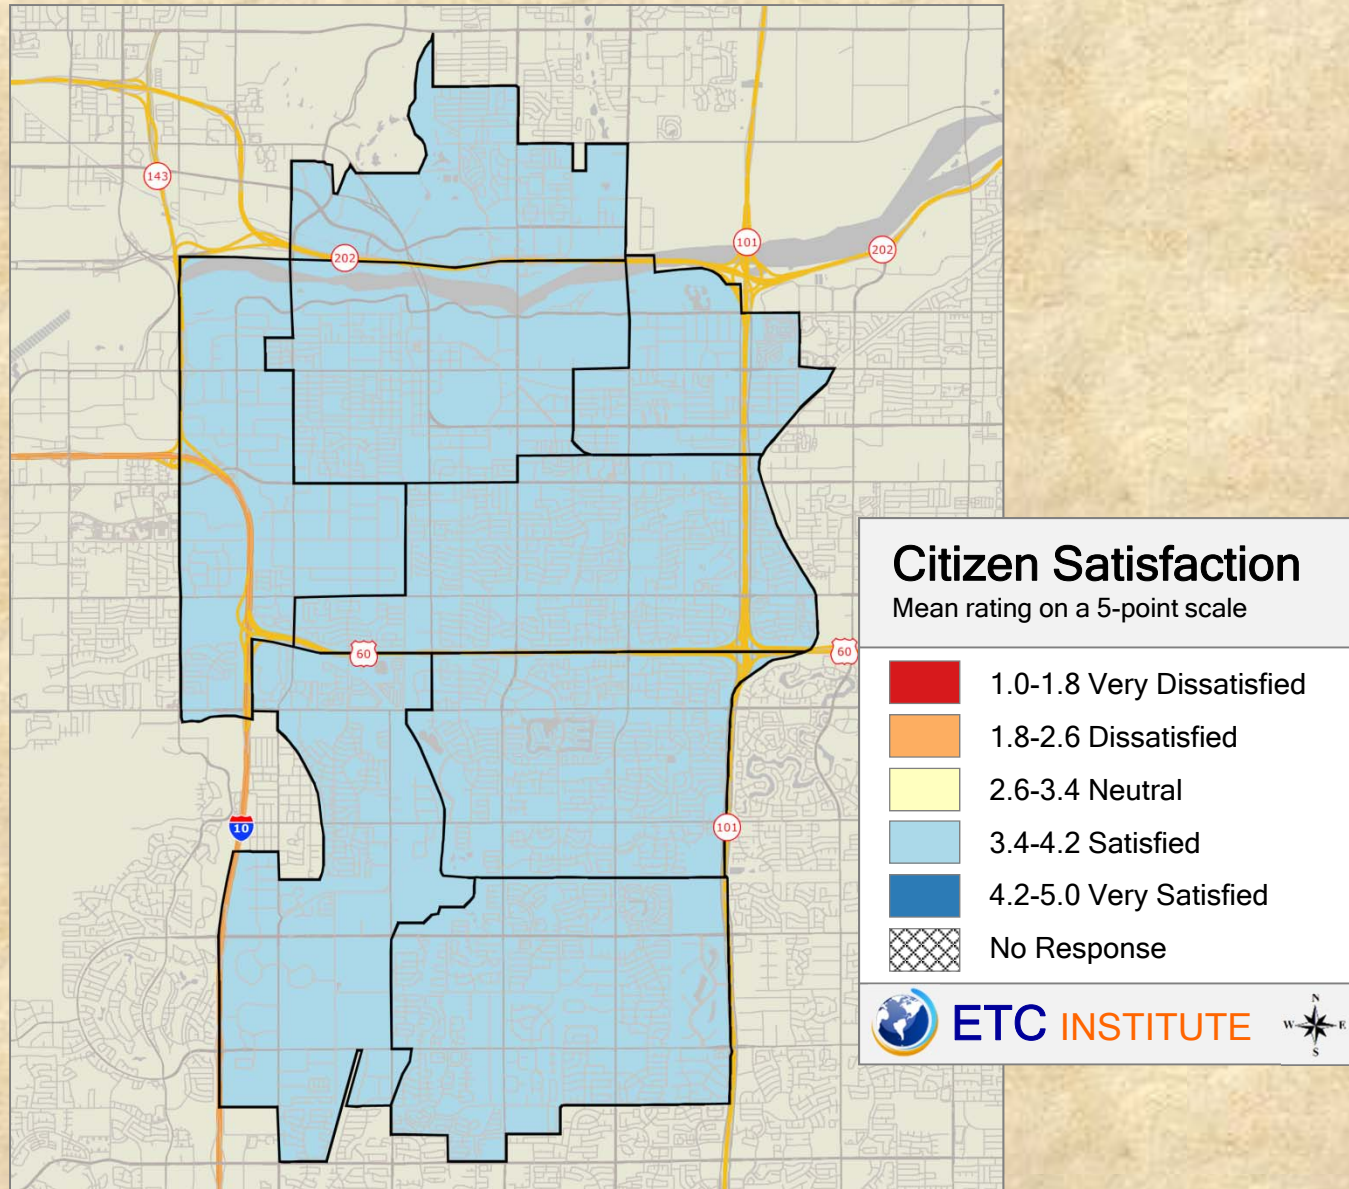 143
202
101
202
60
60
10
101
Citizen Satisfaction
Mean rating on a 5-point scale
1.0-1.8 Very Dissatisfied
1.8-2.6 Dissatisfied
2.6-3.4 Neutral
3.4-4.2 Satisfied
4.2-5.0 Very Satisfied
No Response
ETC INSTITUTE
N
W E
S